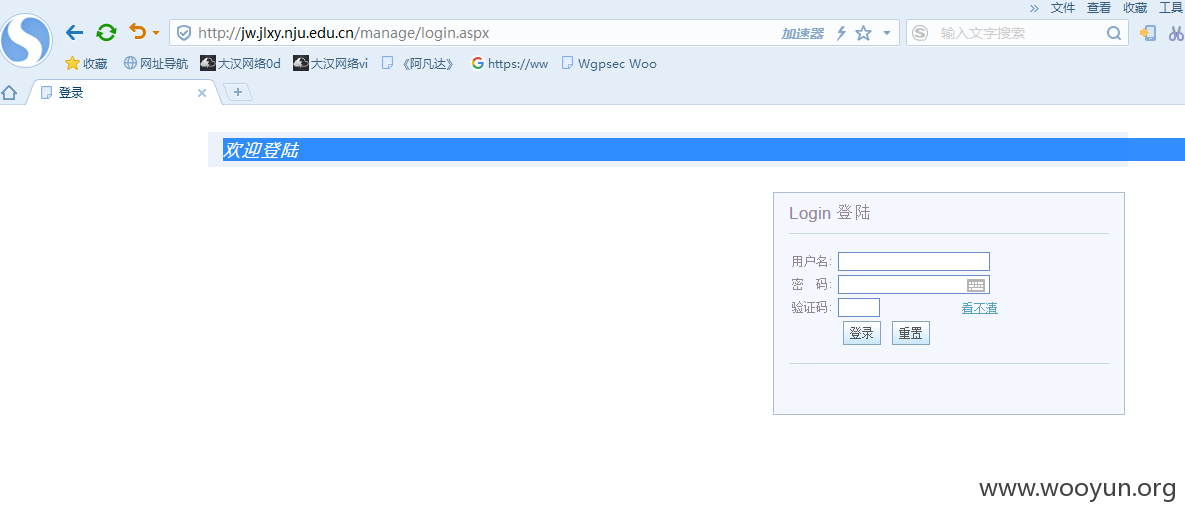 » 文件 查看 收藏 工具
http://jw.jlxy.nju.edu.cn/manage/login.aspx 加速器 输入文字搜索
收藏 网址导航 大汉网络0d 大汉网络vi 《阿凡达》 https://ww Wgpsec Woo
登录
欢迎登陆
Login 登陆
用户名:
密 码:
验证码: 看不清
登录 重置
www.wooyun.org